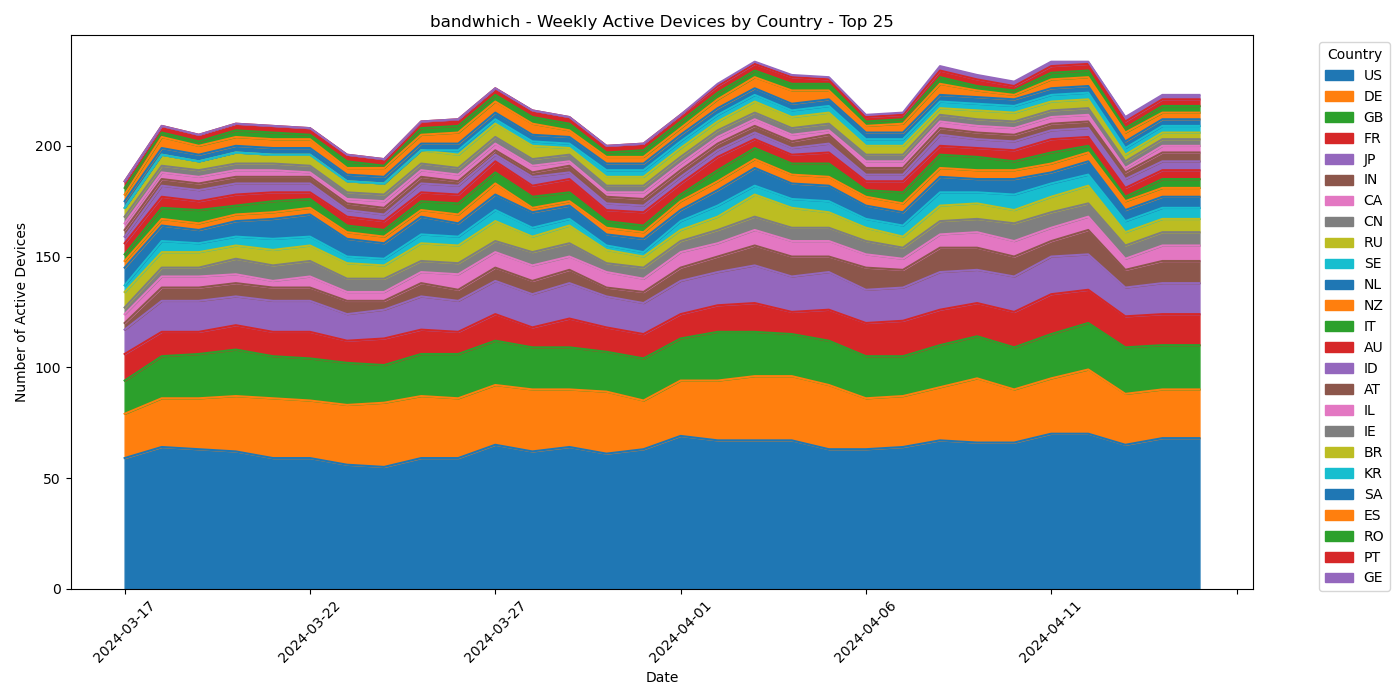 bandwhich - Weekly Active Devices by Country - Top 25
Number of Active Devices
200
150
100
50
0
2024-03-17
2024-03-22
2024-03-27
2024-04-01
2024-04-06
2024-04-11
Date
Country
US
DE
GB
FR
JP
IN
CA
CN
RU
SE
NL
NZ
IT
AU
ID
AT
IL
IE
BR
KR
SA
ES
RO
PT
GE